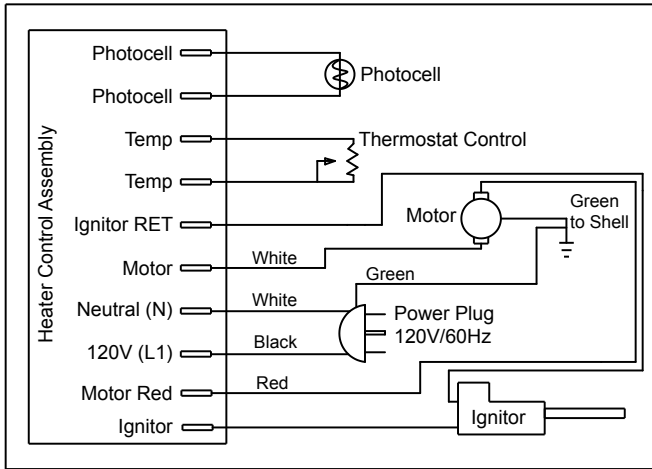 Heater Control Assembly
Photocell
Photocell
Photocell
Temp
Thermostat Control
Temp
Ignitor RET
Motor
Green
to Shell
Motor
White
Green
Neutral (N)
White
Power Plug
120V/60Hz
120V (L1)
Black
Motor Red
Red
Ignitor
Ignitor